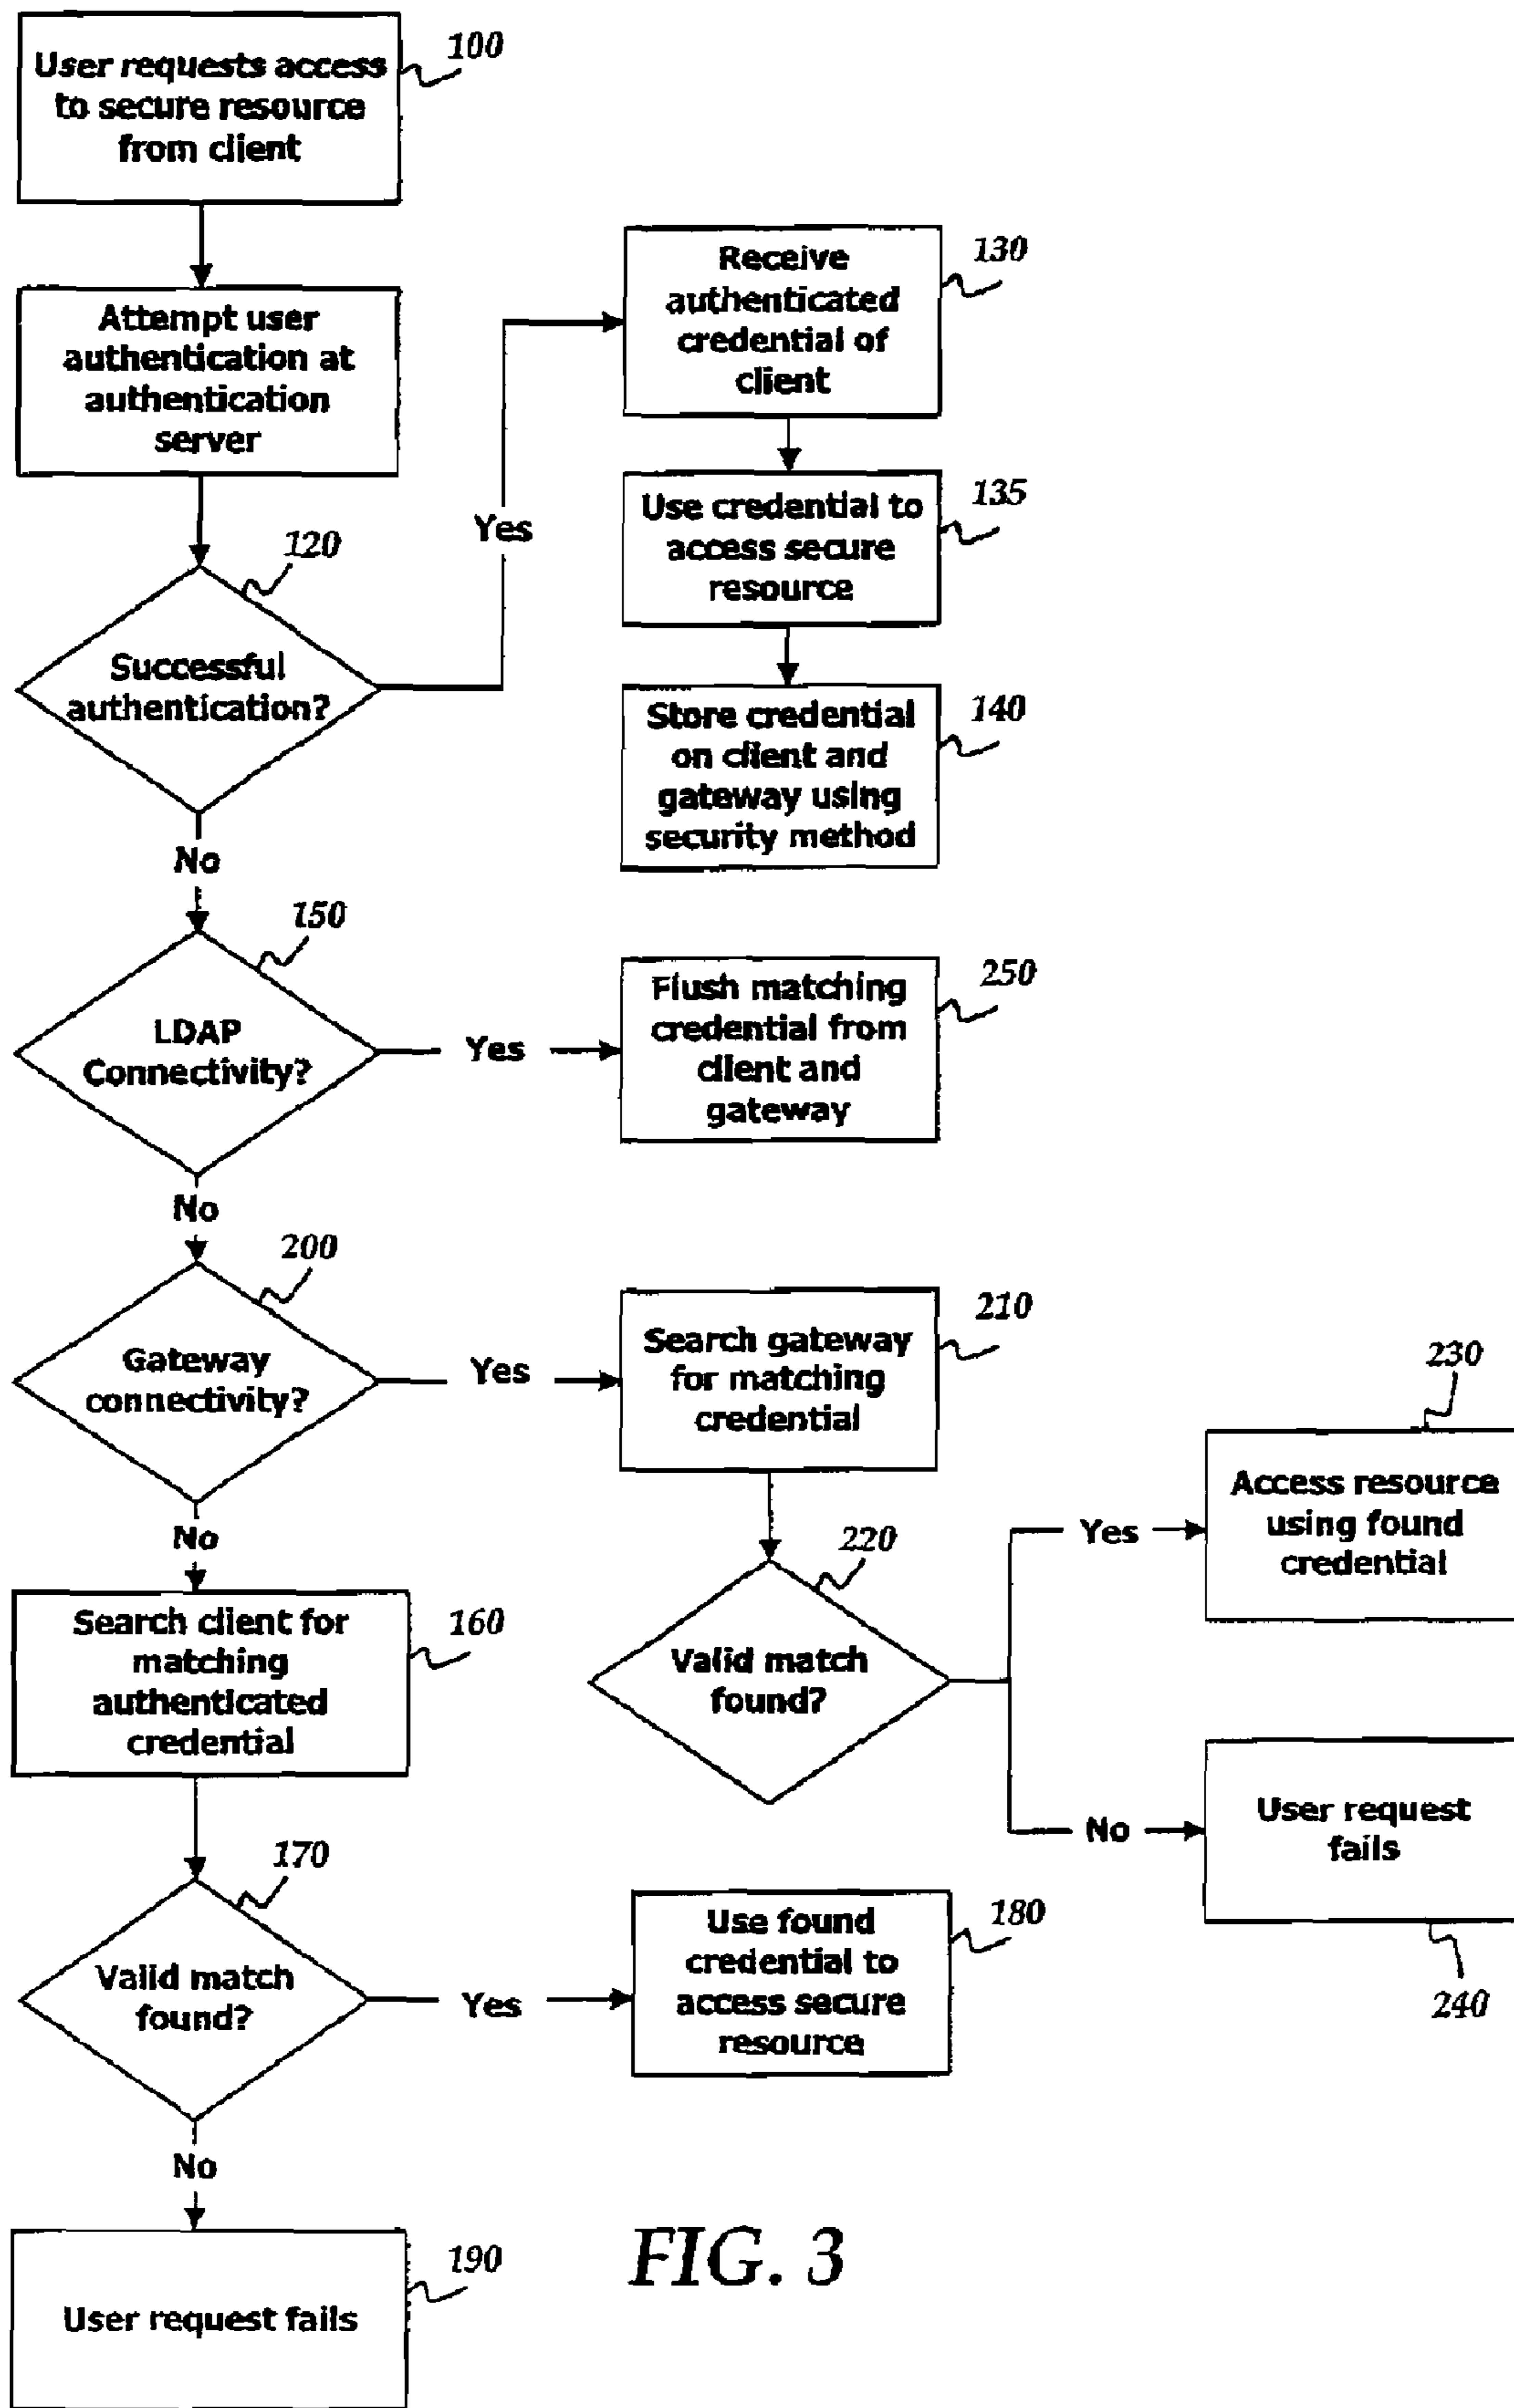 User requests access
to secure resource
from client
100
Attempt user
authentication at
authentication
server
120
Successful
authentication?
Yes
Receive
authenticated
credential of
client
130
Use credential to
access secure
resource
135
Store credential
on client and
gateway using
security method
140
No
150
LDAP
Connectivity?
Yes
Flush matching
credential from
client and
gateway
250
No
200
Gateway
connectivity?
Yes
Search gateway
for matching
credential
210
220
Valid match
found?
Yes
230
Access resource
using found
credential
No
User request
fails
240
No
Search client for
matching
authenticated
credential
160
170
Valid match
found?
Yes
Use found
credential to
access secure
resource
180
No
User request fails
190
FIG. 3